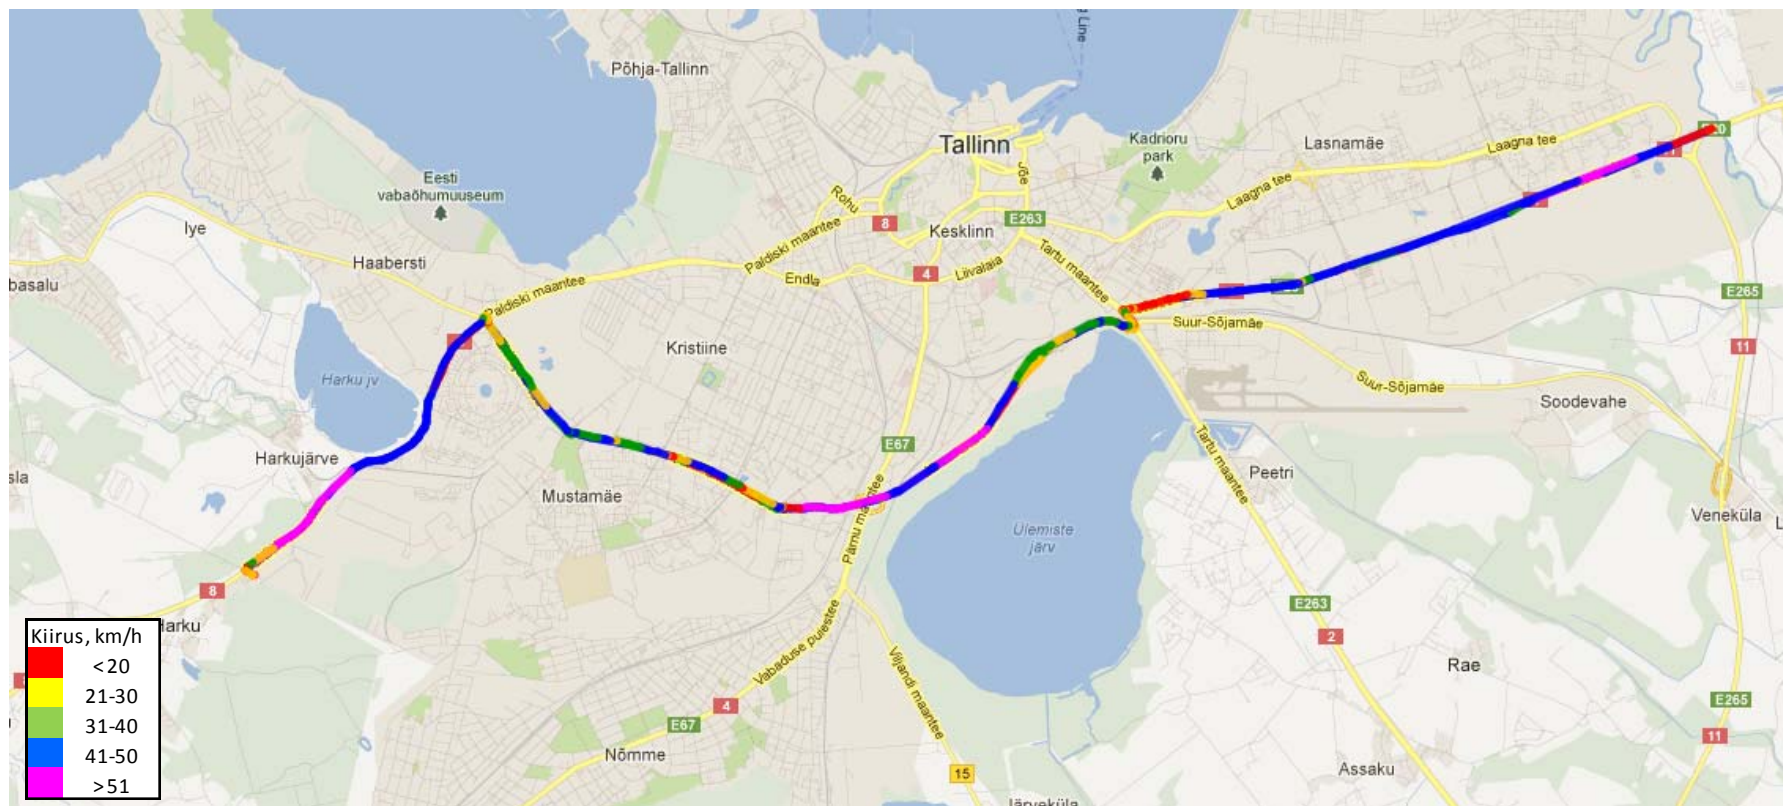 g Line
Põhja-Tallinn
Tallinn
Kadrioru
park
Lasnamäe
Laagna tee
Jõe
Eesti
vabaõhumuuseum
Rohu
Laagna tee
8
E263
Iye
Kesklinn
Paldiski maantee
Tartu maantee
Haabersti
4
Liivalaia
Endla
basalu
Paldiski maantee
E265
Suur-Sõjamäe
Kristiine
11
Harku jv
Suur-Sõjamäe
Soodevahe
E67
Harkujärve
Tartu maantee
Peetri
sla
Mustamäe
Pärnu maantee
Veneküla
L
Ülemiste
järv
8
E263
Harku
2
Kiirus, km/h
<20
21-30
31-40
41-50
>51
Vabaduse puiestee
Viljandi maantee
Rae
4
E67
E265
11
Nõmme
15
Assaku
Järveküla